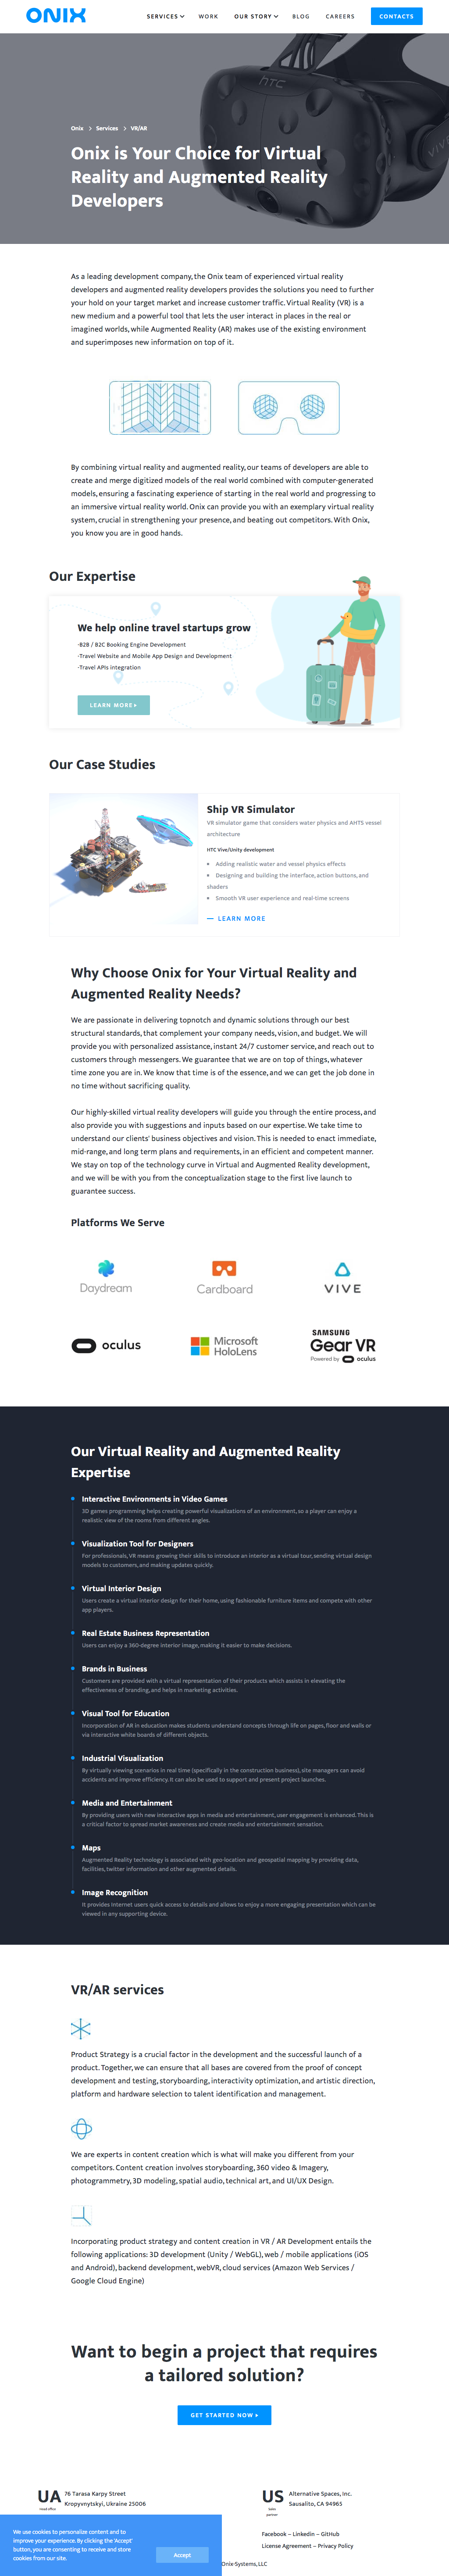 ONIX
SERVICES WORK OUR STORY BLOG CAREERS CONTACTS
htc
VIVE
Onix Services VR/AR
Onix is Your Choice for Virtual
Reality and Augmented Reality
Developers
As a leading development company, the Onix team of experienced virtual reality
developers and augmented reality developers provides the solutions you need to further
your hold on your target market and increase customer traffic. Virtual Reality (VR) is a
new medium and a powerful tool that lets the user interact in places in the real or
imagined worlds, while Augmented Reality (AR) makes use of the existing environment
and superimposes new information on top of it.
By combining virtual reality and augmented reality, our teams of developers are able to
create and merge digitized models of the real world combined with computer-generated
models, ensuring a fascinating experience of starting in the real world and progressing to
an immersive virtual reality world. Onix can provide you with an exemplary virtual reality
system, crucial in strengthening your presence, and beating out competitors. With Onix,
you know you are in good hands.
Our Expertise
We help online travel startups grow
-B2B / B2C Booking Engine Development
-Travel Website and Mobile App Design and Development
-Travel APIs integration
LEARN MORE»
Our Case Studies
Ship VR Simulator
VR simulator game that considers water physics and AHTS vessel
architecture
HTC Vive/Unity development
• Adding realistic water and vessel physics effects
• Designing and building the interface, action buttons, and
shaders
• Smooth VR user experience and real-time screens
— LEARN MORE
Why Choose Onix for Your Virtual Reality and
Augmented Reality Needs?
We are passionate in delivering topnotch and dynamic solutions through our best
structural standards, that complement your company needs, vision, and budget. We will
provide you with personalized assistance, instant 24/7 customer service, and reach out to
customers through messengers. We guarantee that we are on top of things, whatever
time zone you are in. We know that time is of the essence, and we can get the job done in
no time without sacrificing quality.
Our highly-skilled virtual reality developers will guide you through the entire process, and
also provide you with suggestions and inputs based on our expertise. We take time to
understand our clients' business objectives and vision. This is needed to enact immediate,
mid-range, and long term plans and requirements, in an efficient and competent manner.
We stay on top of the technology curve in Virtual and Augmented Reality development,
and we will be with you from the conceptualization stage to the first live launch to
guarantee success.
Platforms We Serve
Daydream
Cardboard
VIVE
oculus
Microsoft
HoloLens
SAMSUNG
Gear VR
Powered by oculus
Our Virtual Reality and Augmented Reality
Expertise
Interactive Environments in Video Games
3D games programming helps creating powerful visualizations of an environment, so a player can enjoy a
realistic view of the rooms from different angles.
Visualization Tool for Designers
For professionals, VR means growing their skills to introduce an interior as a virtual tour, sending virtual design
models to customers, and making updates quickly.
Virtual Interior Design
Users create a virtual interior design for their home, using fashionable furniture items and compete with other
app players.
Real Estate Business Representation
Users can enjoy a 360-degree interior image, making it easier to make decisions.
Brands in Business
Customers are provided with a virtual representation of their products which assists in elevating the
effectiveness of branding, and helps in marketing activities.
Visual Tool for Education
Incorporation of AR in education makes students understand concepts through life on pages, floor and walls or
via interactive white boards of different objects.
Industrial Visualization
By virtually viewing scenarios in real time (specifically in the construction business), site managers can avoid
accidents and improve efficiency. It can also be used to support and present project launches.
Media and Entertainment
By providing users with new interactive apps in media and entertainment, user engagement is enhanced. This is
a critical factor to spread market awareness and create media and entertainment sensation.
Maps
Augmented Reality technology is associated with geo-location and geospatial mapping by providing data,
facilities, twitter information and other augmented details.
Image Recognition
It provides Internet users quick access to details and allows to enjoy a more engaging presentation which can be
viewed in any supporting device.
VR/AR services
Product Strategy is a crucial factor in the development and the successful launch of a
product. Together, we can ensure that all bases are covered from the proof of concept
development and testing, storyboarding, interactivity optimization, and artistic direction,
platform and hardware selection to talent identification and management.
We are experts in content creation which is what will make you different from your
competitors. Content creation involves storyboarding, 360 video & Imagery,
photogrammetry, 3D modeling, spatial audio, technical art, and UI/UX Design.
Incorporating product strategy and content creation in VR / AR Development entails the
following applications: 3D development (Unity / WebGL), web / mobile applications (iOS
and Android), backend development, webVR, cloud services (Amazon Web Services /
Google Cloud Engine)
Want to begin a project that requires
a tailored solution?
GET STARTED NOW »
UA
Head office
76 Tarasa Karpy Street
Kropyvnytskyi, Ukraine 25006
US
Sales
partner
Alternative Spaces, Inc.
Sausalito, CA 94965
Facebook – Linkedin – GitHub
License Agreement – Privacy Policy
Onix-Systems, LLC
We use cookies to personalize content and to
improve your experience. By clicking the 'Accept'
button, you are consenting to receive and store
cookies from our site.
Accept